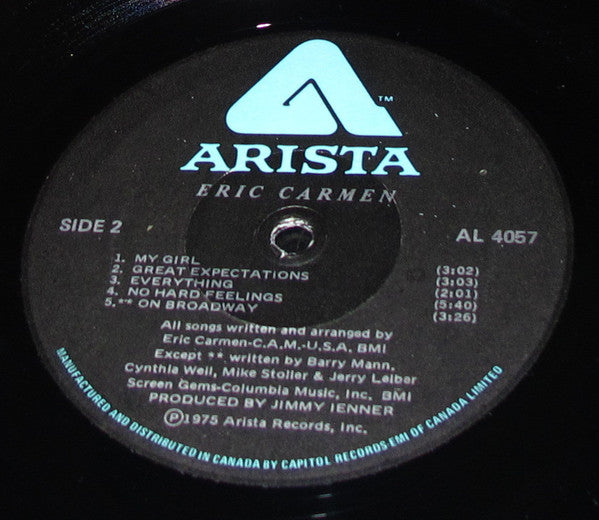 TM
ARISTA
ERIC CARMEN
SIDE 2 AL 4057
1. MY GIRL (3:02)
2. GREAT EXPECTATIONS (3:03)
3. EVERYTHING (2:01)
4. NO HARD FEELINGS (5:40)
5.** ON BROADWAY (3:26)
All songs written and arranged by
Eric Carmen-C.A.M.-U.S.A. BMI
Except ** written by Barry Mann,
Cynthia Weil, Mike Stoller & Jerry Leiber
Screen Gems-Columbia Music, Inc. BMI
PRODUCED BY JIMMY IENNER
℗1975 Arista Records, Inc.
MANUFACTURED AND DISTRIBUTED IN CANADA BY CAPITOL RECORDS EMI OF CANADA LIMITED